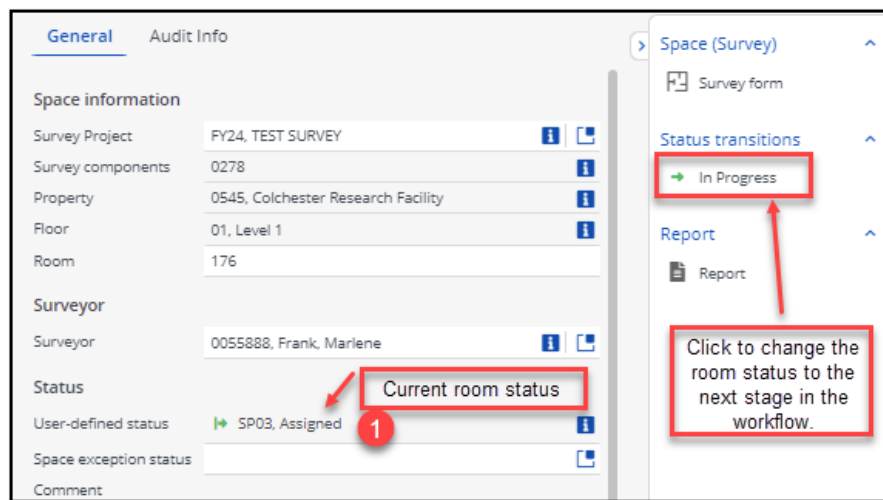 General Audit Info
Space information
Survey Project FY24, TEST SURVEY
Survey components 0278
Property 0545, Colchester Research Facility
Floor 01, Level 1
Room 176
Surveyor
Surveyor 0055888, Frank, Marlene
Status
Current room status
User-defined status SP03, Assigned 1
Space exception status
Comment
Space (Survey)
Survey form
Status transitions
In Progress
Report
Report
Click to change the
room status to the
next stage in the
workflow.